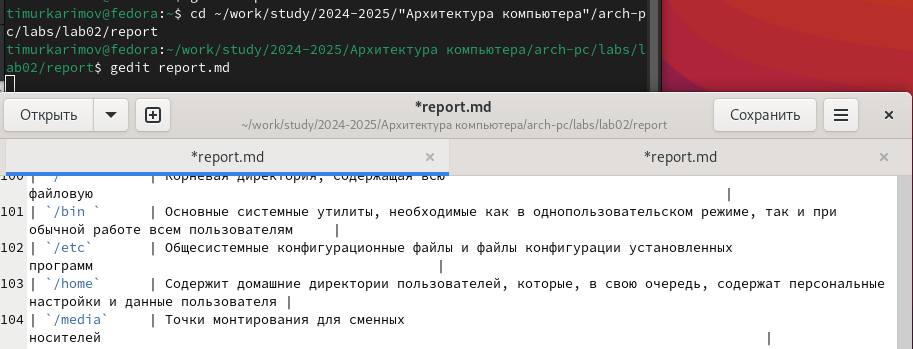 timurkarimov@fedora:~$ cd ~/work/study/2024-2025/"Архитектура компьютера"/arch-p
c/labs/lab02/report
timurkarimov@fedora:~/work/study/2024-2025/Архитектура компьютера/arch-pc/labs/l
ab02/report$ gedit report.md
Открыть
*report.md
~/work/study/2024-2025/Архитектура компьютера/arch-pc/labs/lab02/report
Сохранить
*report.md
*report.md
100 | `/` | Корневая директория, содержащая всю
файловую |
101 | `/bin ` | Основные системные утилиты, необходимые как в однопользовательском режиме, так и при
обычной работе всем пользователям |
102 | `/etc` | Общесистемные конфигурационные файлы и файлы конфигурации установленных
программ |
103 | `/home` | Содержит домашние директории пользователей, которые, в свою очередь, содержат персональные
настройки и данные пользователя |
104 | `/media` | Точки монтирования для сменных
носителей |